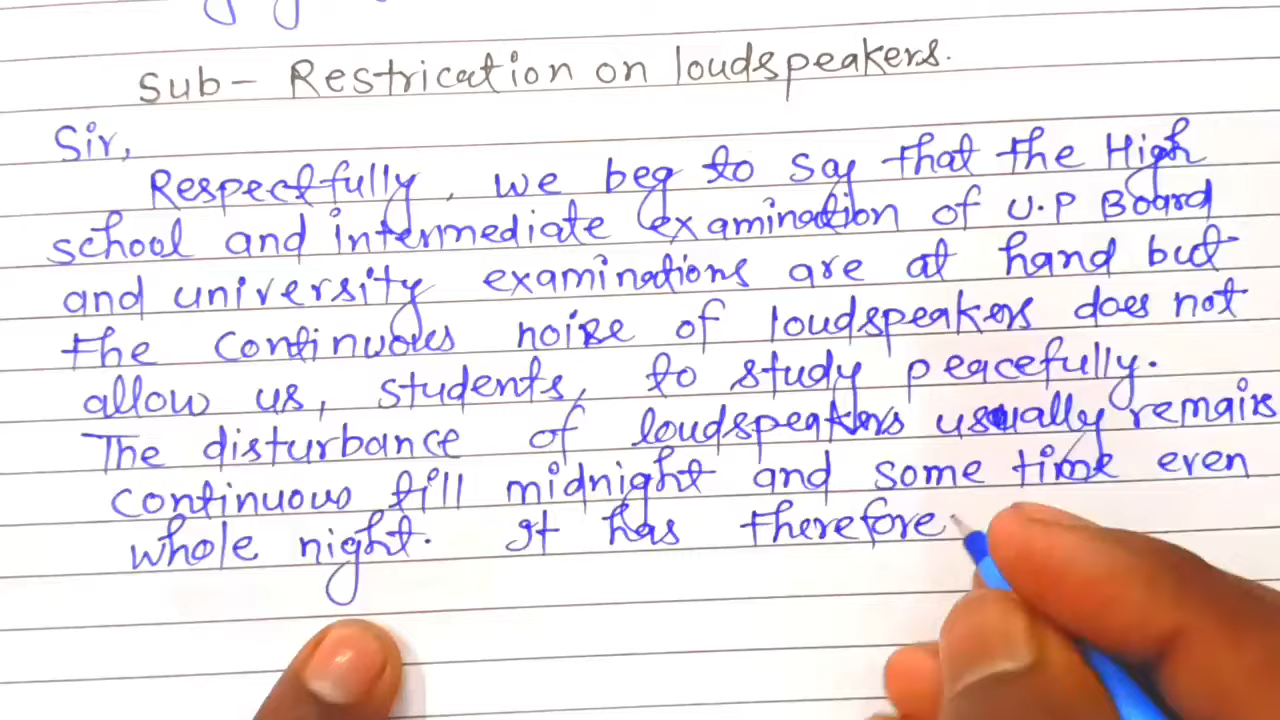 Sub- Restrication on loudspeakers.
Sir,
Respectfully, we beg to say that the High
school and intermediate examination of U.P Board
and university examinations are at hand but
the continuous noise of loudspeakers does not
allow us, students, to study peacefully.
The disturbance of loudspeakers usually remains
continuous till midnight and some time even
whole night. It has therefore